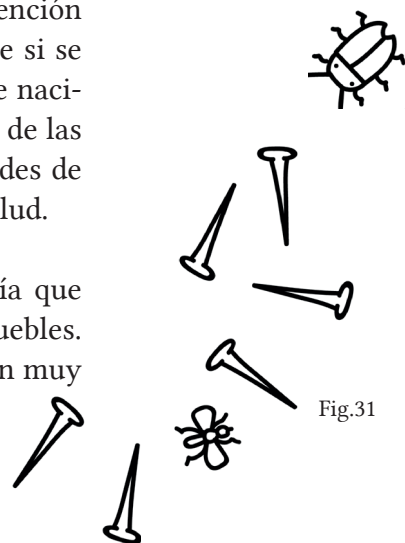 ención
e si se
e naci-
de las
des de
lud.
ía que
uebles.
n muy
Fig.31